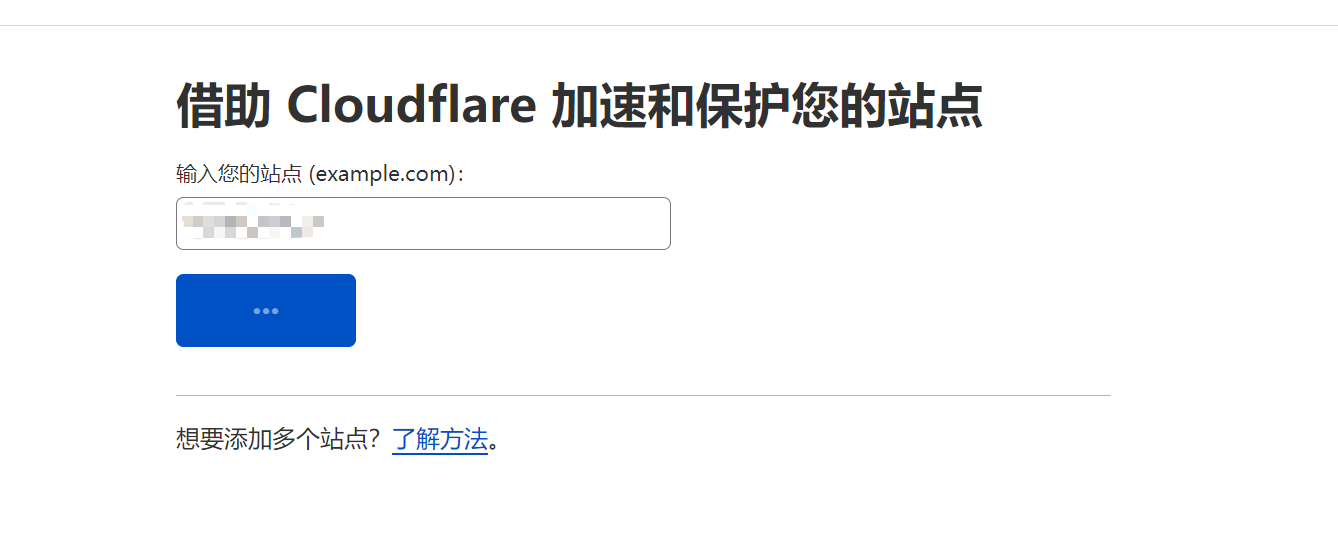 借助 Cloudflare 加速和保护您的站点
输入您的站点 (example.com)：
•••
想要添加多个站点？了解方法。